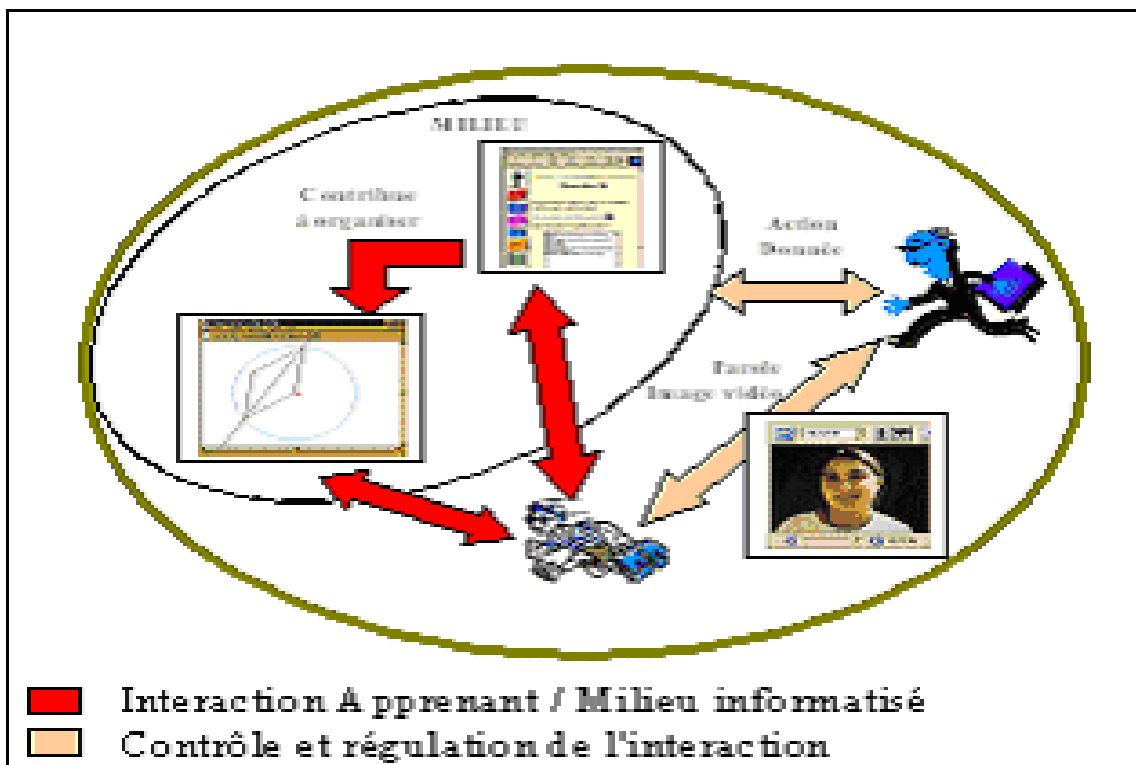 MILIEU
Contribue
à organiser
Action
Donnée
Parole
Image vidéo
Interaction Apprenant / Milieu informatisé
Contrôle et régulation de l'interaction